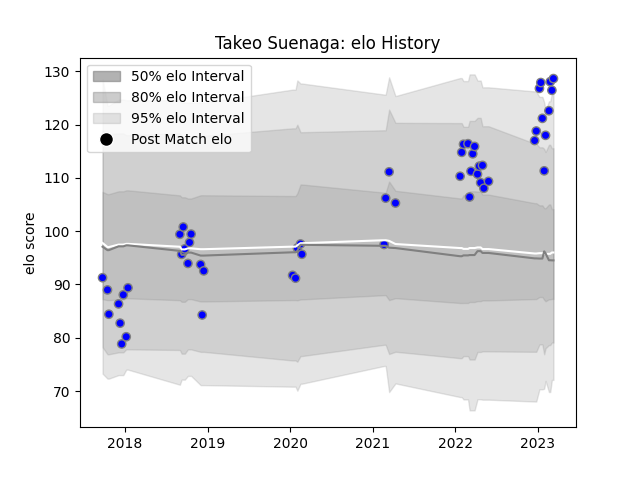 Takeo Suenaga: elo History
50% elo Interval
80% elo Interval
95% elo Interval
Post Match elo
elo score
130
120
110
100
90
80
70
2018 2019 2020 2021 2022 2023